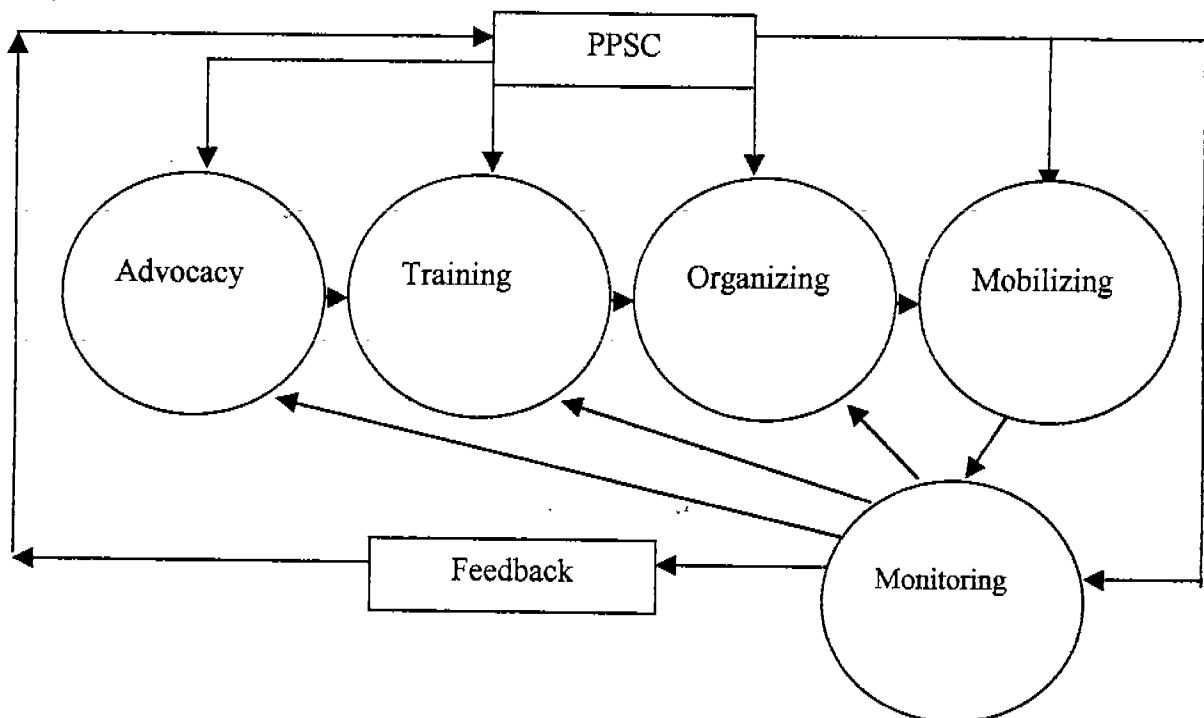 PPSC
Advocacy
Training
Organizing
Mobilizing
Feedback
Monitoring